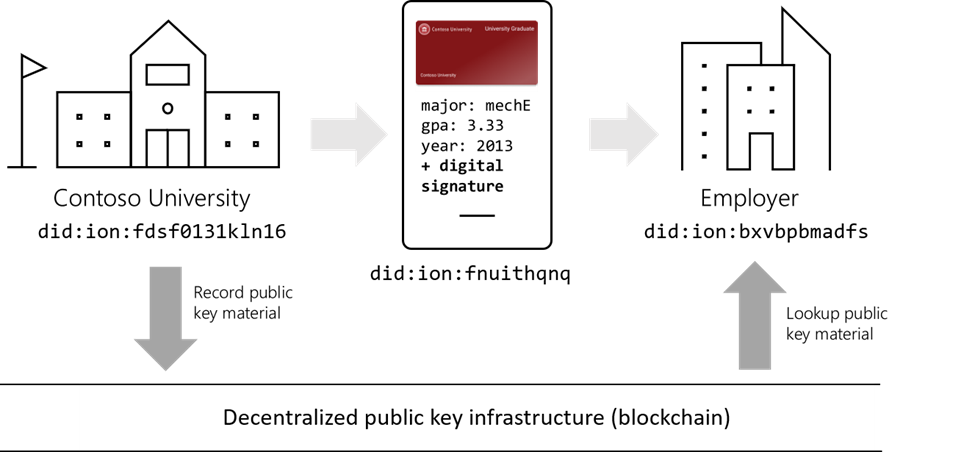 Contoso University
University Graduate
Contoso University
major: mechE
gpa: 3.33
year: 2013
+ digital
signature
Contoso University
did:ion:fdsf0131kln16
did:ion:fnuithqnq
Employer
did:ion:bxvbpbmadfs
Record public
key material
Lookup public
key material
Decentralized public key infrastructure (blockchain)